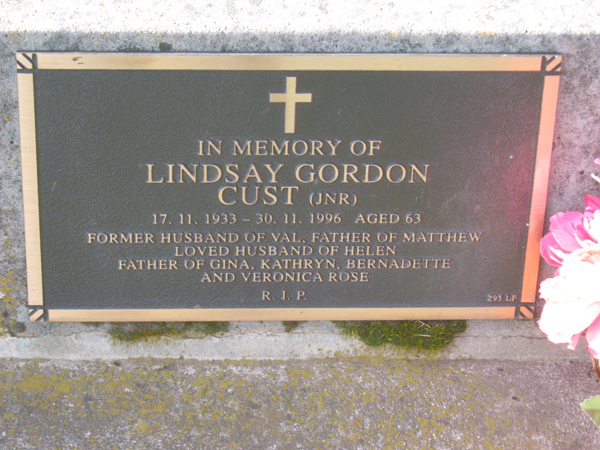 IN MEMORY OF
LINDSAY GORDON
CUST (JNR)
17. 11. 1933 – 30. 11. 1996 AGED 63
FORMER HUSBAND OF VAL, FATHER OF MATTHEW
LOVED HUSBAND OF HELEN
FATHER OF GINA, KATHRYN, BERNADETTE
AND VERONICA ROSE
R. I. P.
293 LF